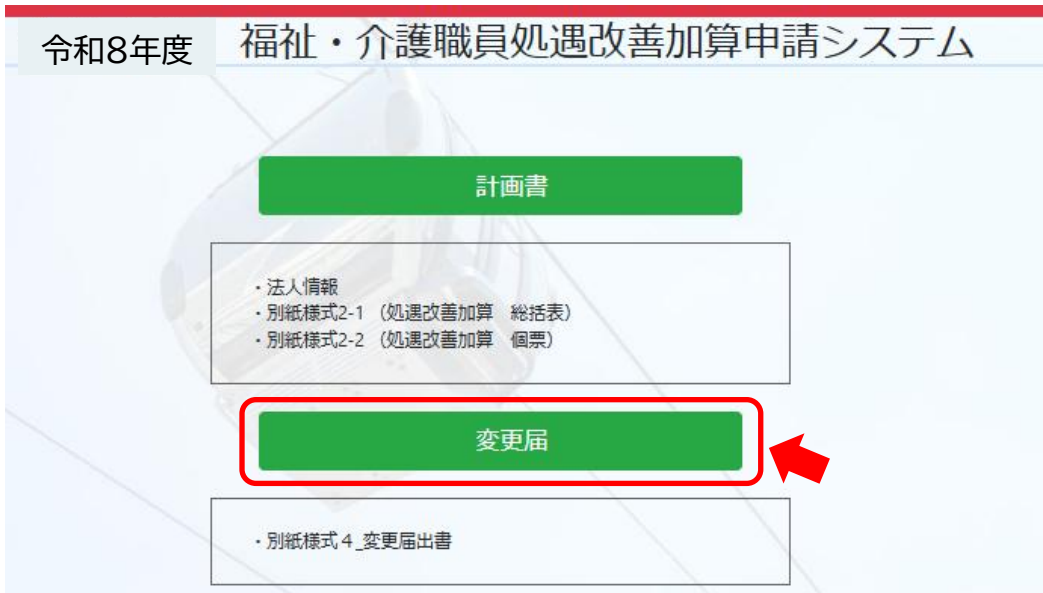 令和8年度
福祉・介護職員処遇改善加算申請システム
計画書
・法人情報
・別紙様式2-1 （処遇改善加算　総括表）
・別紙様式2-2 （処遇改善加算　個票）
変更届
・別紙様式４_変更届出書